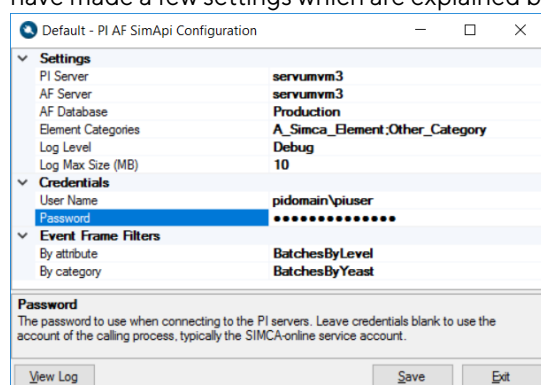 have made a few settings which are explained b
Default - PI AF SimApi Configuration
Settings
PI Server servumvm3
AF Server servumvm3
AF Database Production
Element Categories A_Simca_Element;Other_Category
Log Level Debug
Log Max Size (MB) 10
Credentials
User Name pidomain\piuser
Password ●●●●●●●●●●●●●●
Event Frame Filters
By attribute BatchesByLevel
By category BatchesByYeast
Password
The password to use when connecting to the PI servers. Leave credentials blank to use the
account of the calling process, typically the SIMCA-online service account.
View Log Save Exit